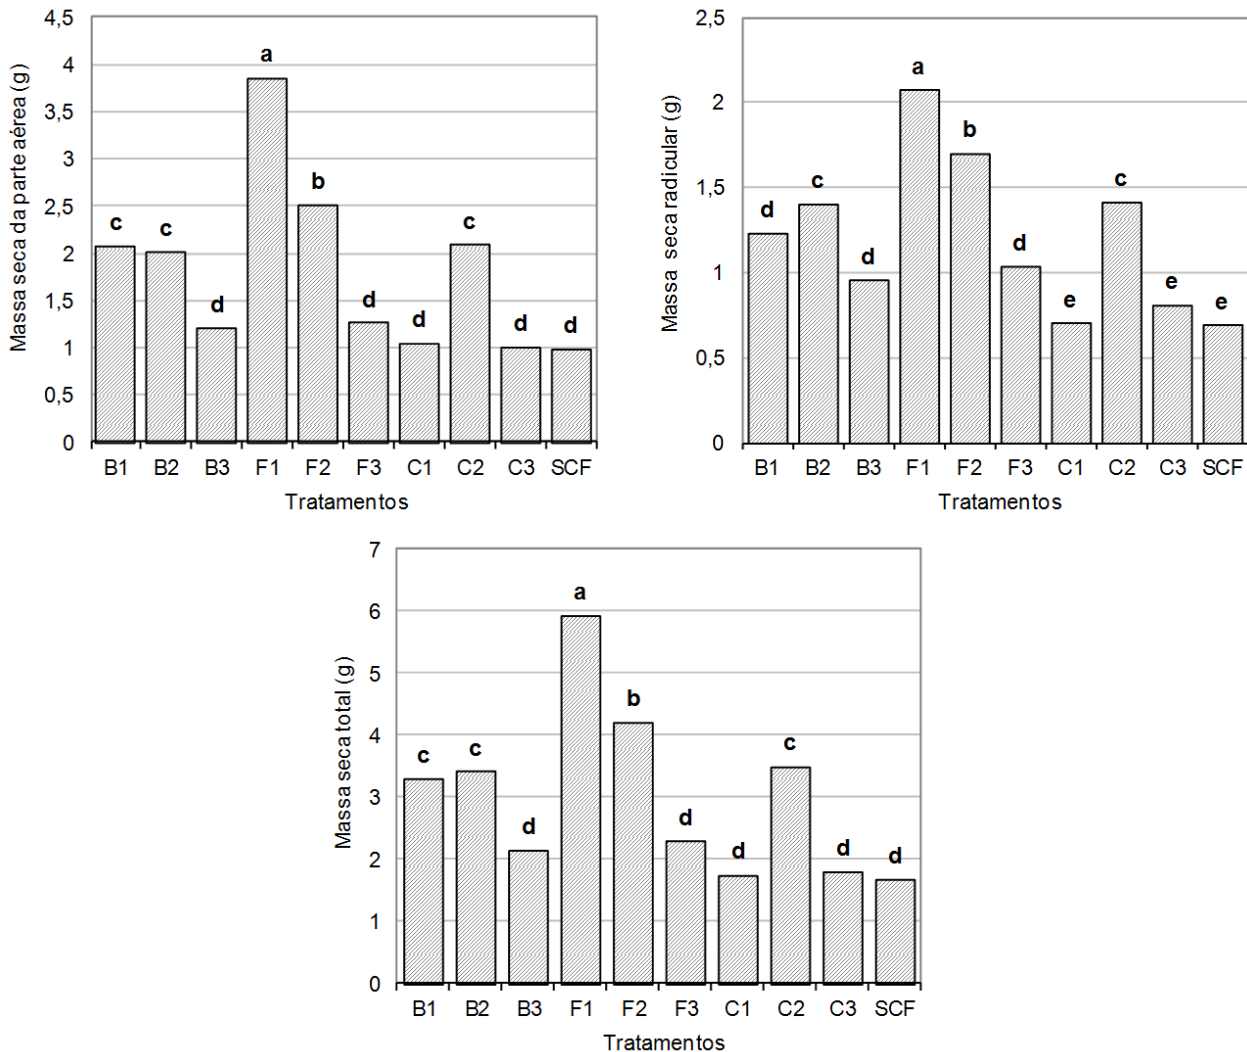 Massa seca da parte aérea (g)
4,5
4
3,5
3
2,5
2
1,5
1
0,5
0
c c d a b d d c d d
B1 B2 B3 F1 F2 F3 C1 C2 C3 SCF
Tratamentos
Massa seca radicular (g)
2,5
2
1,5
1
0,5
0
d c d a b d e c e e
B1 B2 B3 F1 F2 F3 C1 C2 C3 SCF
Tratamentos
Massa seca total (g)
7
6
5
4
3
2
1
0
c c d a b d d c d d
B1 B2 B3 F1 F2 F3 C1 C2 C3 SCF
Tratamentos